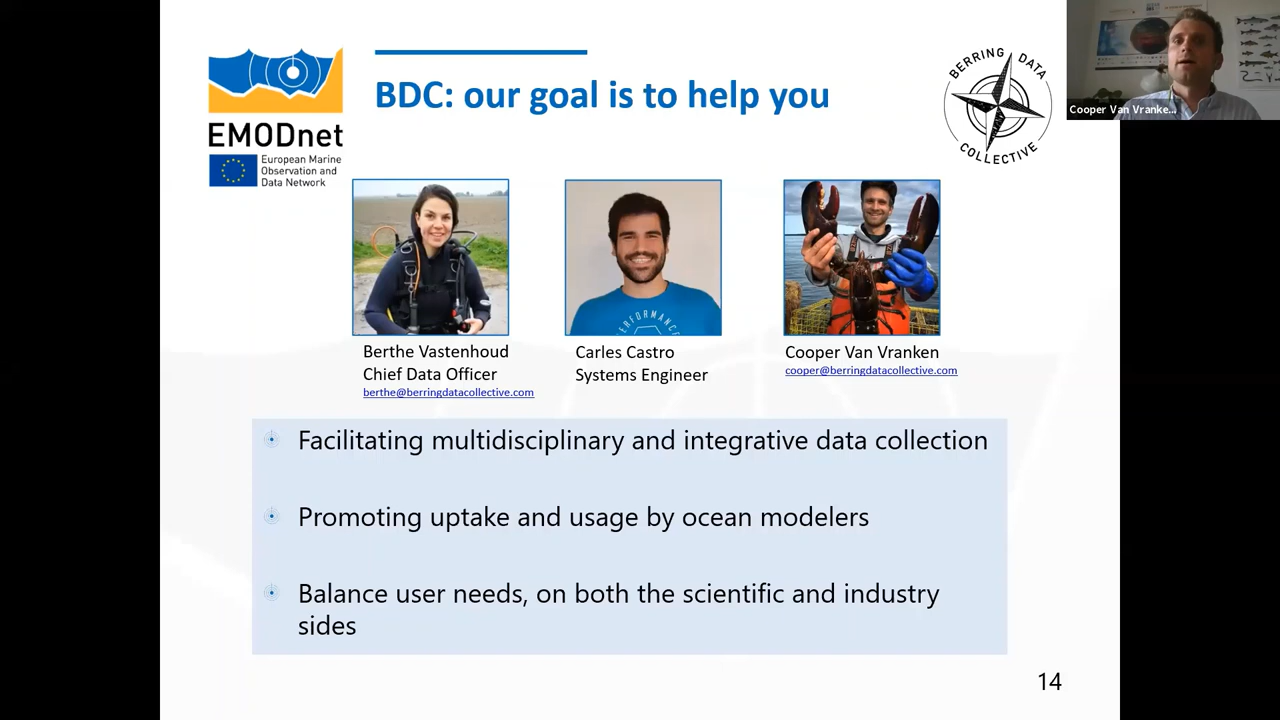 EMODnet
European Marine
Observation and
Data Network
BDC: our goal is to help you
BERRING DATA
COLLECTIVE
Cooper Van Vranke...
PERFORMANCE
Berthe Vastenhoud
Chief Data Officer
berthe@berringdatacollective.com
Carles Castro
Systems Engineer
Cooper Van Vranken
cooper@berringdatacollective.com
Facilitating multidisciplinary and integrative data collection
Promoting uptake and usage by ocean modelers
Balance user needs, on both the scientific and industry
sides
14